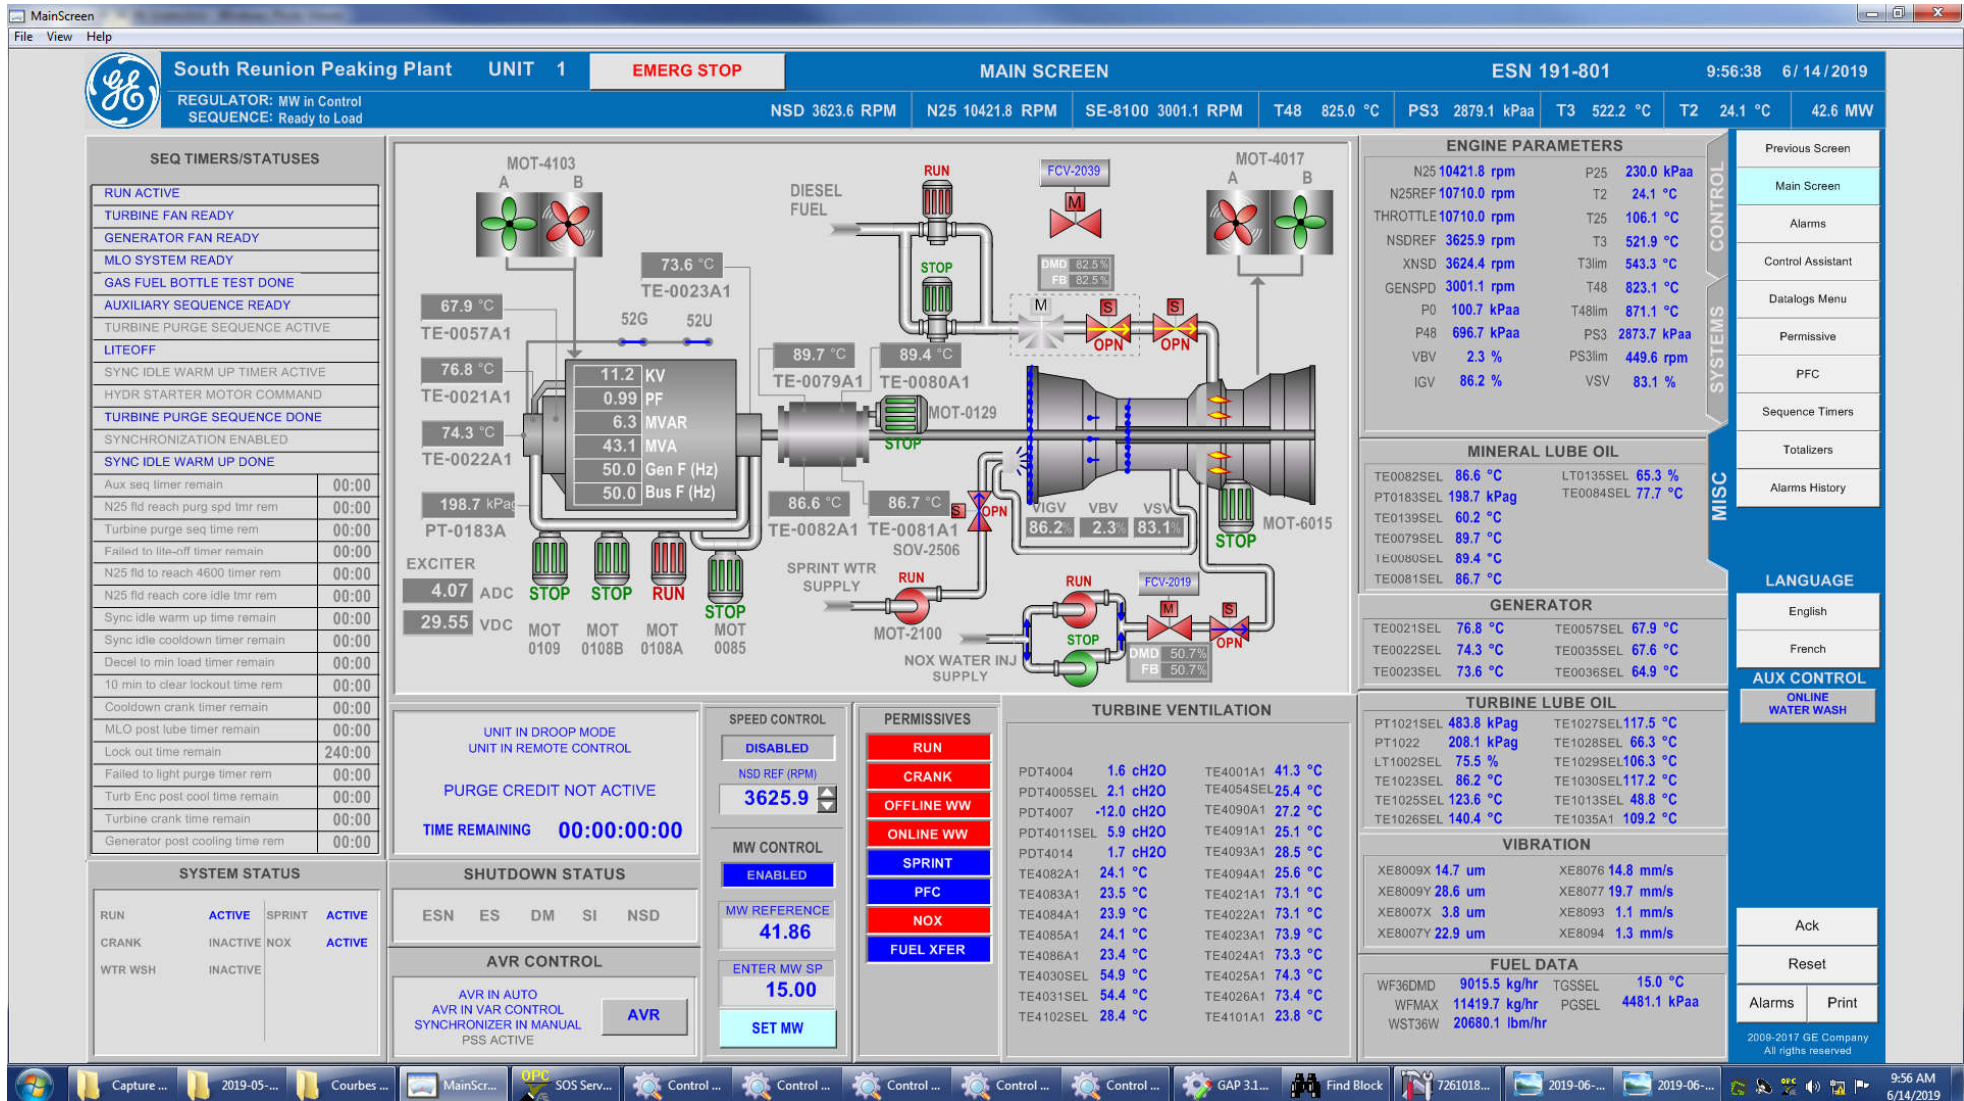 MainScreen
File View Help
South Reunion Peaking Plant UNIT 1
EMERG STOP
MAIN SCREEN
ESN 191-801
9:56:38 6/14/2019
REGULATOR: MW in Control
SEQUENCE: Ready to Load
NSD 3623.6 RPM N25 10421.8 RPM SE-8100 3001.1 RPM T48 825.0 °C PS3 2879.1 kPaa T3 522.2 °C T2 24.1 °C 42.6 MW
SEQ TIMERS/STATUSES
RUN ACTIVE
TURBINE FAN READY
GENERATOR FAN READY
MLO SYSTEM READY
GAS FUEL BOTTLE TEST DONE
AUXILIARY SEQUENCE READY
TURBINE PURGE SEQUENCE ACTIVE
LITEOFF
SYNC IDLE WARM UP TIMER ACTIVE
HYDR STARTER MOTOR COMMAND
TURBINE PURGE SEQUENCE DONE
SYNCHRONIZATION ENABLED
SYNC IDLE WARM UP DONE
Aux seq timer remain 00:00
N25 fld reach purg spd tmr rem 00:00
Turbine purge seq time rem 00:00
Failed to lite-off timer remain 00:00
N25 fld to reach 4600 timer rem 00:00
N25 fld reach core idle tmr rem 00:00
Sync idle warm up time remain 00:00
Sync idle cooldown timer remain 00:00
Decel to min load timer remain 00:00
10 min to clear lockout time rem 00:00
Cooldown crank timer remain 00:00
MLO post lube timer remain 00:00
Lock out time remain 240:00
Failed to light purge timer rem 00:00
Turb Enc post cool time remain 00:00
Turbine crank time remain 00:00
Generator post cooling time rem 00:00
SYSTEM STATUS
RUN ACTIVE SPRINT ACTIVE
CRANK INACTIVE NOX ACTIVE
WTR WSH INACTIVE
MOT-4103
A B
DIESEL
FUEL
RUN
FCV-2039
M
MOT-4017
A B
DMD 82.5%
FB 82.5%
STOP
73.6 °C
TE-0023A1
67.9 °C
TE-0057A1
52G 52U
M S S
OPN OPN
76.8 °C
TE-0021A1
74.3 °C
TE-0022A1
198.7 kPag
PT-0183A
11.2 KV
0.99 PF
6.3 MVAR
43.1 MVA
50.0 Gen F (Hz)
50.0 Bus F (Hz)
89.7 °C 89.4 °C
TE-0079A1 TE-0080A1
MOT-0129
STOP
86.6 °C 86.7 °C
TE-0082A1 TE-0081A1
S OPN
SOV-2506
VIGV VBV VSV
86.2% 2.3% 83.1%
MOT-6015
STOP
EXCITER
4.07 ADC
29.55 VDC
STOP STOP RUN STOP
MOT 0109
MOT 0108B
MOT 0108A
MOT 0085
SPRINT WTR
SUPPLY
RUN
MOT-2100
NOX WATER INJ
SUPPLY
RUN
STOP
FCV-2019
M S
OPN
DMD 50.7%
FB 50.7%
UNIT IN DROOP MODE
UNIT IN REMOTE CONTROL
PURGE CREDIT NOT ACTIVE
TIME REMAINING 00:00:00:00
SHUTDOWN STATUS
ESN ES DM SI NSD
AVR CONTROL
AVR IN AUTO
AVR IN VAR CONTROL
SYNCHRONIZER IN MANUAL
PSS ACTIVE
AVR
SPEED CONTROL
DISABLED
NSD REF (RPM)
3625.9
MW CONTROL
ENABLED
MW REFERENCE
41.86
ENTER MW SP
15.00
SET MW
PERMISSIVES
RUN
CRANK
OFFLINE WW
ONLINE WW
SPRINT
PFC
NOX
FUEL XFER
TURBINE VENTILATION
PDT4004 1.6 cH2O TE4001A1 41.3 °C
PDT4005SEL 2.1 cH2O TE4054SEL 25.4 °C
PDT4007 -12.0 cH2O TE4090A1 27.2 °C
PDT4011SEL 5.9 cH2O TE4091A1 25.1 °C
PDT4014 1.7 cH2O TE4093A1 28.5 °C
TE4082A1 24.1 °C TE4094A1 25.6 °C
TE4083A1 23.5 °C TE4021A1 73.1 °C
TE4084A1 23.9 °C TE4022A1 73.1 °C
TE4085A1 24.1 °C TE4023A1 73.9 °C
TE4086A1 23.4 °C TE4024A1 73.3 °C
TE4030SEL 54.9 °C TE4025A1 74.3 °C
TE4031SEL 54.4 °C TE4026A1 73.4 °C
TE4102SEL 28.4 °C TE4101A1 23.8 °C
ENGINE PARAMETERS
N25 10421.8 rpm P25 230.0 kPaa
N25REF 10710.0 rpm T2 24.1 °C
THROTTLE 10710.0 rpm T25 106.1 °C
NSDREF 3625.9 rpm T3 521.9 °C
XNSD 3624.4 rpm T3lim 543.3 °C
GENSPD 3001.1 rpm T48 823.1 °C
P0 100.7 kPaa T48lim 871.1 °C
P48 696.7 kPaa PS3 2873.7 kPaa
VBV 2.3 % PS3lim 449.6 rpm
IGV 86.2 % VSV 83.1 %
CONTROL
SYSTEMS
MISC
MINERAL LUBE OIL
TE0082SEL 86.6 °C LT0135SEL 65.3 %
PT0183SEL 198.7 kPag TE0084SEL 77.7 °C
TE0139SEL 60.2 °C
TE0079SEL 89.7 °C
TE0080SEL 89.4 °C
TE0081SEL 86.7 °C
GENERATOR
TE0021SEL 76.8 °C TE0057SEL 67.9 °C
TE0022SEL 74.3 °C TE0035SEL 67.6 °C
TE0023SEL 73.6 °C TE0036SEL 64.9 °C
TURBINE LUBE OIL
PT1021SEL 483.8 kPag TE1027SEL 117.5 °C
PT1022 208.1 kPag TE1028SEL 66.3 °C
LT1002SEL 75.5 % TE1029SEL 106.3 °C
TE1023SEL 86.2 °C TE1030SEL 117.2 °C
TE1025SEL 123.6 °C TE1013SEL 48.8 °C
TE1026SEL 140.4 °C TE1035A1 109.2 °C
VIBRATION
XE8009X 14.7 um XE8076 14.8 mm/s
XE8009Y 28.6 um XE8077 19.7 mm/s
XE8007X 3.8 um XE8093 1.1 mm/s
XE8007Y 22.9 um XE8094 1.3 mm/s
FUEL DATA
WF36DMD 9015.5 kg/hr TGSSEL 15.0 °C
WFMAX 11419.7 kg/hr PGSEL 4481.1 kPaa
WST36W 20680.1 lbm/hr
Previous Screen
Main Screen
Alarms
Control Assistant
Datalogs Menu
Permissive
PFC
Sequence Timers
Totalizers
Alarms History
LANGUAGE
English
French
AUX CONTROL
ONLINE
WATER WASH
Ack
Reset
Alarms Print
2009-2017 GE Company
All rigths reserved
Capture ... 2019-05-... Courbes ... MainScr... OPC SOS Serv... Control ... Control ... Control ... Control ... Control ... GAP 3.1... Find Block 7261018... 2019-06-... 2019-06-... 9:56 AM
6/14/2019